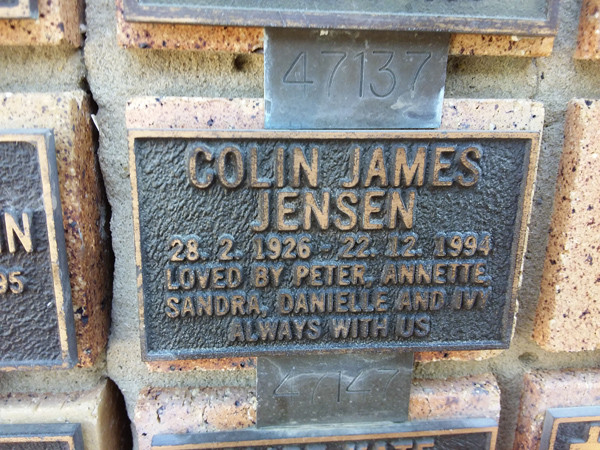 47137
COLIN JAMES
JENSEN
28. 2. 1926 - 22. 12. 1994
LOVED BY PETER, ANNETTE,
SANDRA, DANIELLE AND IVY
ALWAYS WITH US
47147